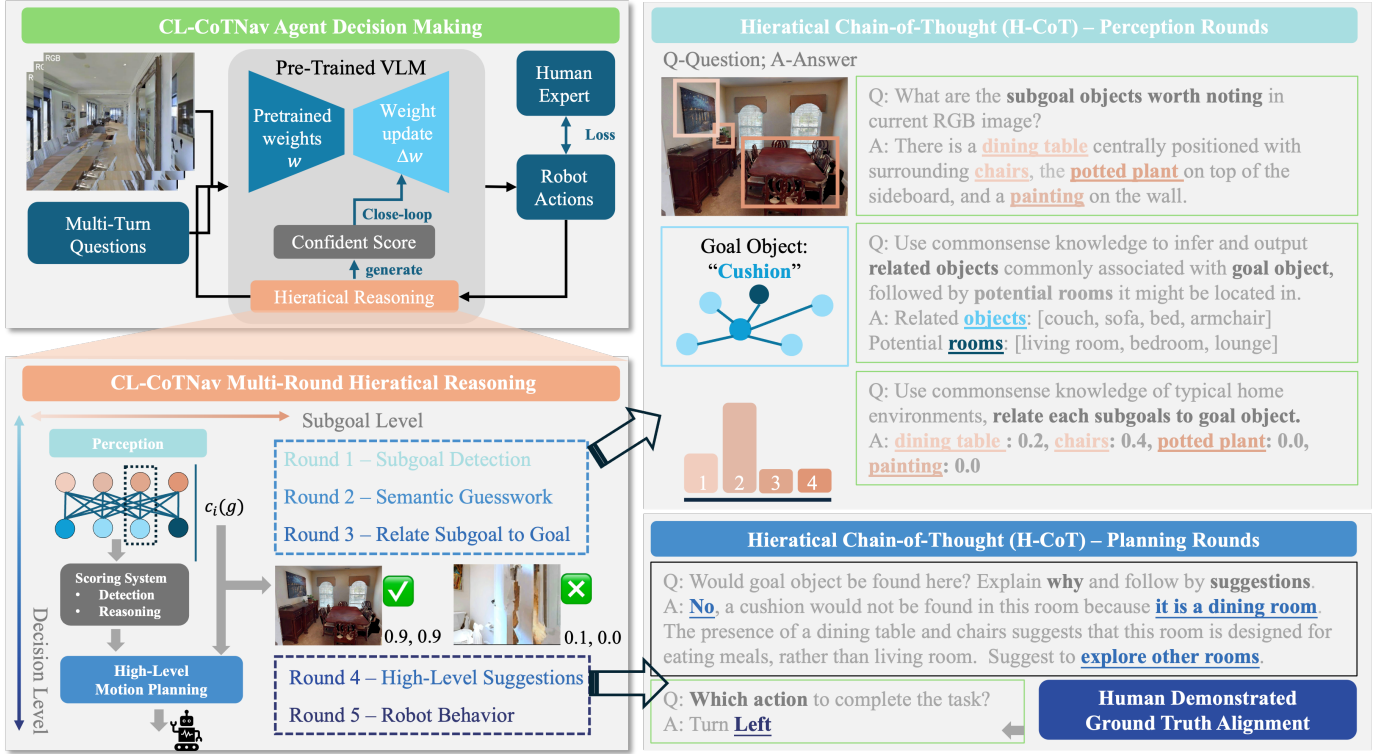 CL-CoTNav Agent Decision Making
RGB
RG
R
Multi-Turn
Questions
Pre-Trained VLM
Pretrained
weights
w
Weight
update
Δw
Close-loop
Confident Score
generate
Hieratical Reasoning
Human
Expert
Loss
Robot
Actions
CL-CoTNav Multi-Round Hieratical Reasoning
Subgoal Level
Decision Level
Perception
c_i(g)
Scoring System
• Detection
• Reasoning
High-Level
Motion Planning
Round 1 – Subgoal Detection
Round 2 – Semantic Guesswork
Round 3 – Relate Subgoal to Goal
0.9, 0.9
0.1, 0.0
Round 4 – High-Level Suggestions
Round 5 – Robot Behavior
Hieratical Chain-of-Thought (H-CoT) – Perception Rounds
Q-Question; A-Answer
Q: What are the subgoal objects worth noting in
current RGB image?
A: There is a dining table centrally positioned with
surrounding chairs, the potted plant on top of the
sideboard, and a painting on the wall.
Goal Object:
“Cushion”
Q: Use commonsense knowledge to infer and output
related objects commonly associated with goal object,
followed by potential rooms it might be located in.
A: Related objects: [couch, sofa, bed, armchair]
Potential rooms: [living room, bedroom, lounge]
1 2 3 4
Q: Use commonsense knowledge of typical home
environments, relate each subgoals to goal object.
A: dining table : 0.2, chairs: 0.4, potted plant: 0.0,
painting: 0.0
Hieratical Chain-of-Thought (H-CoT) – Planning Rounds
Q: Would goal object be found here? Explain why and follow by suggestions.
A: No, a cushion would not be found in this room because it is a dining room.
The presence of a dining table and chairs suggests that this room is designed for
eating meals, rather than living room. Suggest to explore other rooms.
Q: Which action to complete the task?
A: Turn Left
Human Demonstrated
Ground Truth Alignment